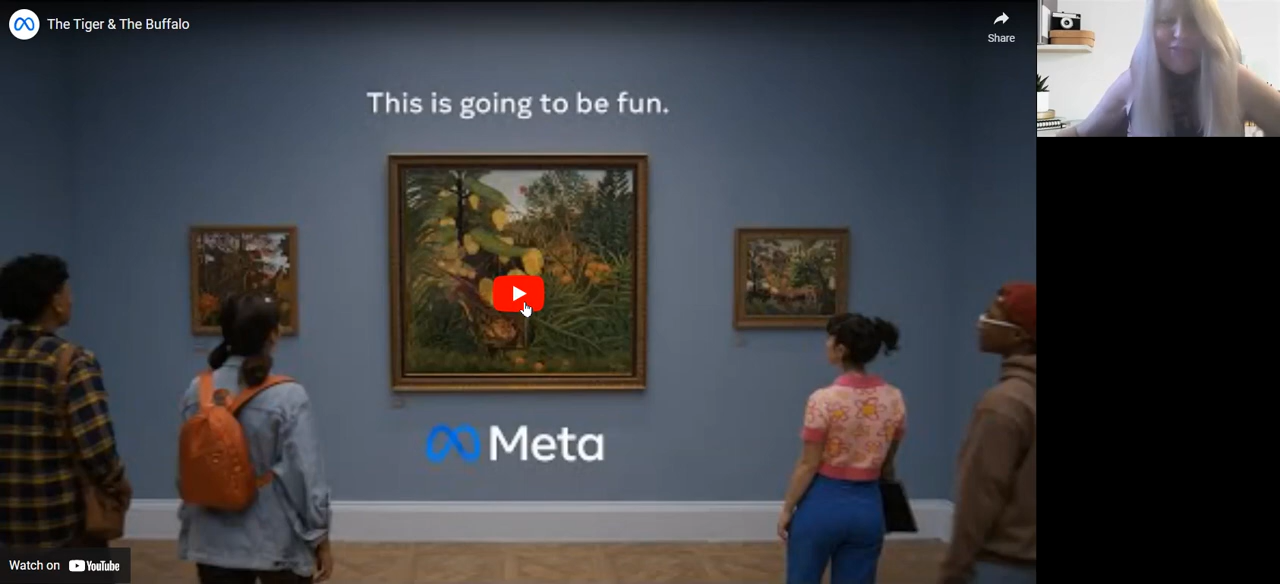 The Tiger & The Buffalo
Share
This is going to be fun.
Meta
Watch on YouTube